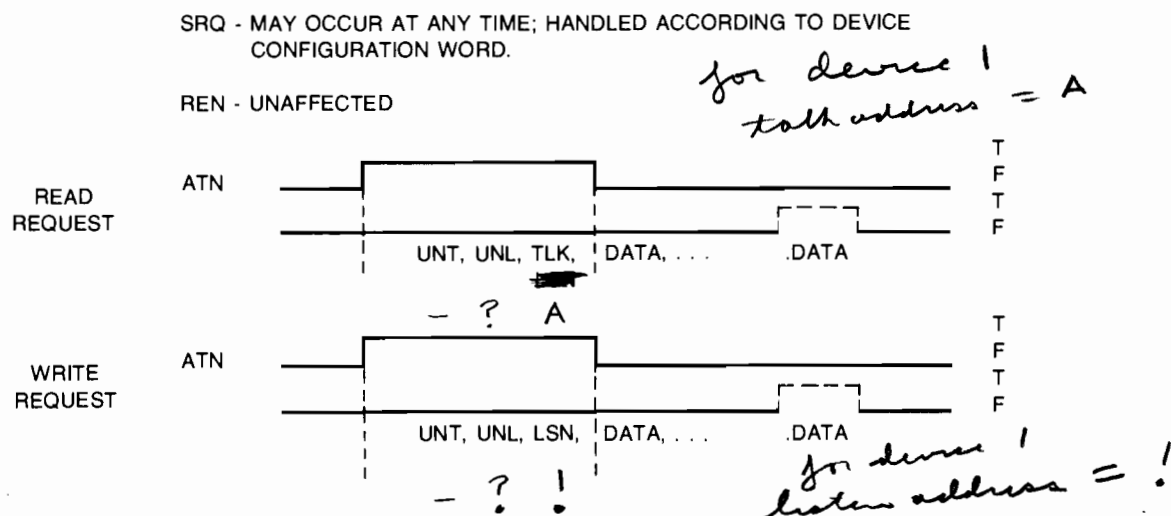 SRQ - MAY OCCUR AT ANY TIME; HANDLED ACCORDING TO DEVICE
CONFIGURATION WORD.
for device 1
talk address = A
REN - UNAFFECTED
READ
REQUEST
ATN
T
F
T
F
UNT, UNL, TLK, DATA, . . . .DATA
– ? A
WRITE
REQUEST
ATN
T
F
T
F
UNT, UNL, LSN, DATA, . . . .DATA
– ? !
for device 1
listen address = !